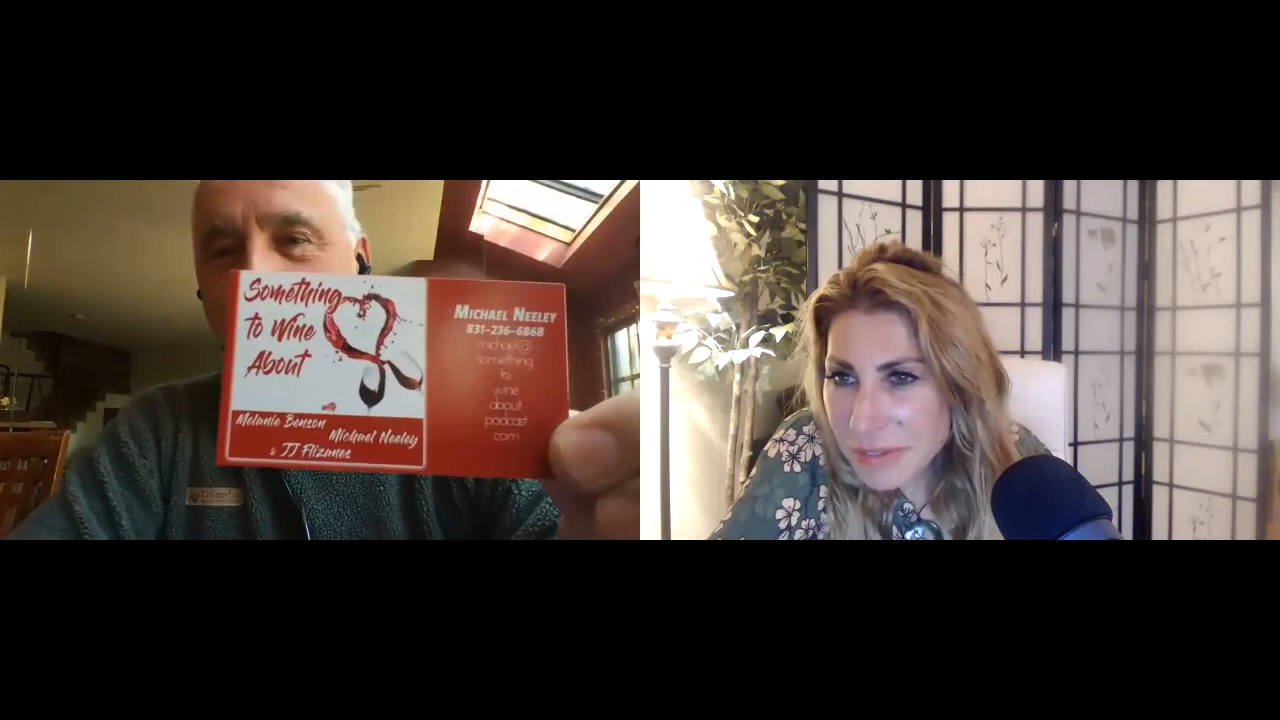 Something
to Wine
About
with
Melanie Benson
Michael Neeley
& JJ Flizanes
MICHAEL NEELEY
831-236-6868
michael@
something
to
wine
about
podcast
com
Columbia